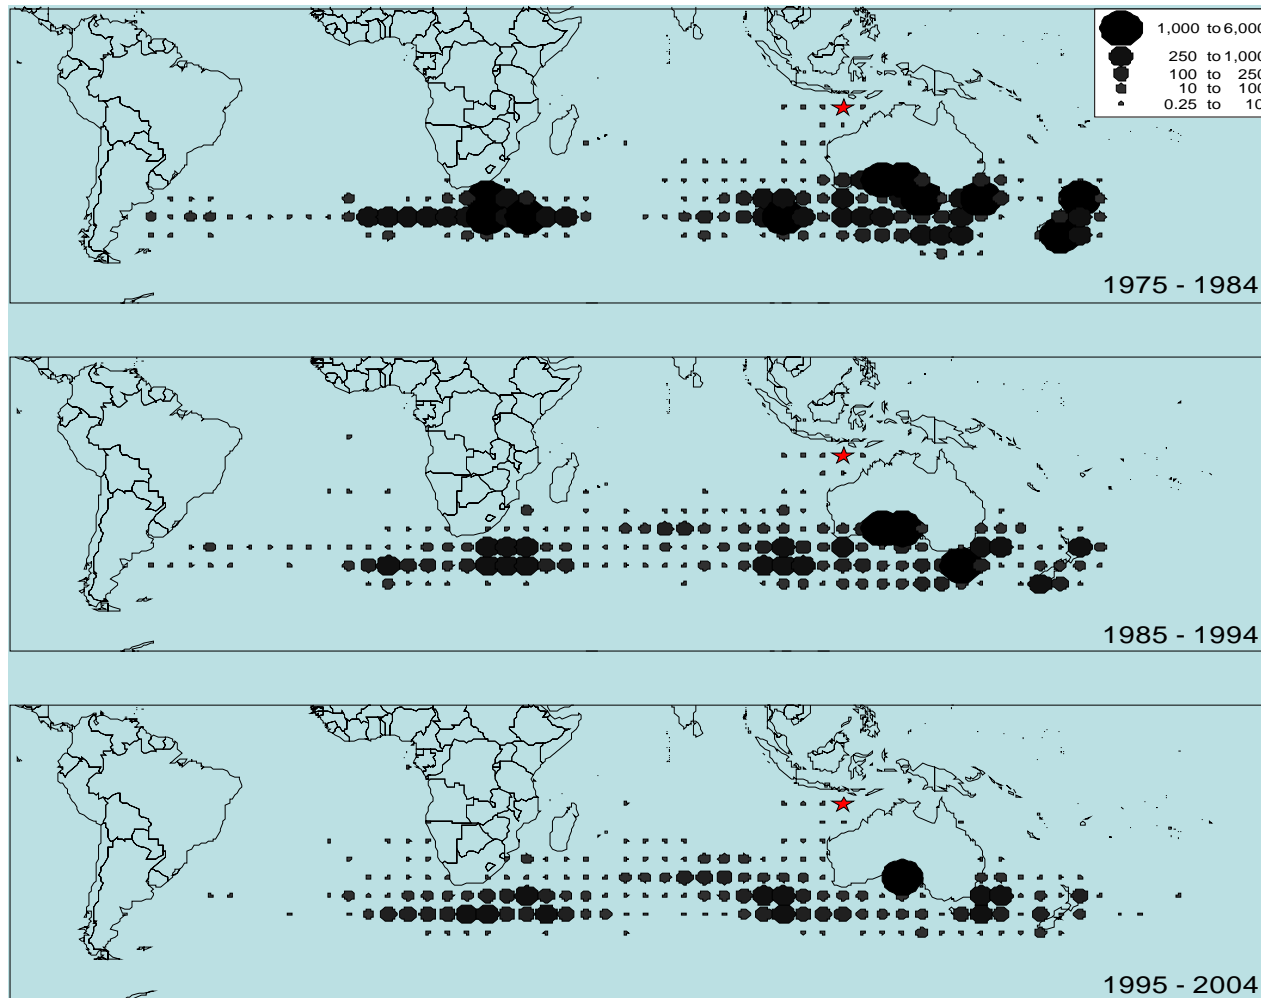 1,000 to 6,000
250 to 1,000
100 to 250
10 to 100
0.25 to 10
1975 - 1984
1985 - 1994
1995 - 2004